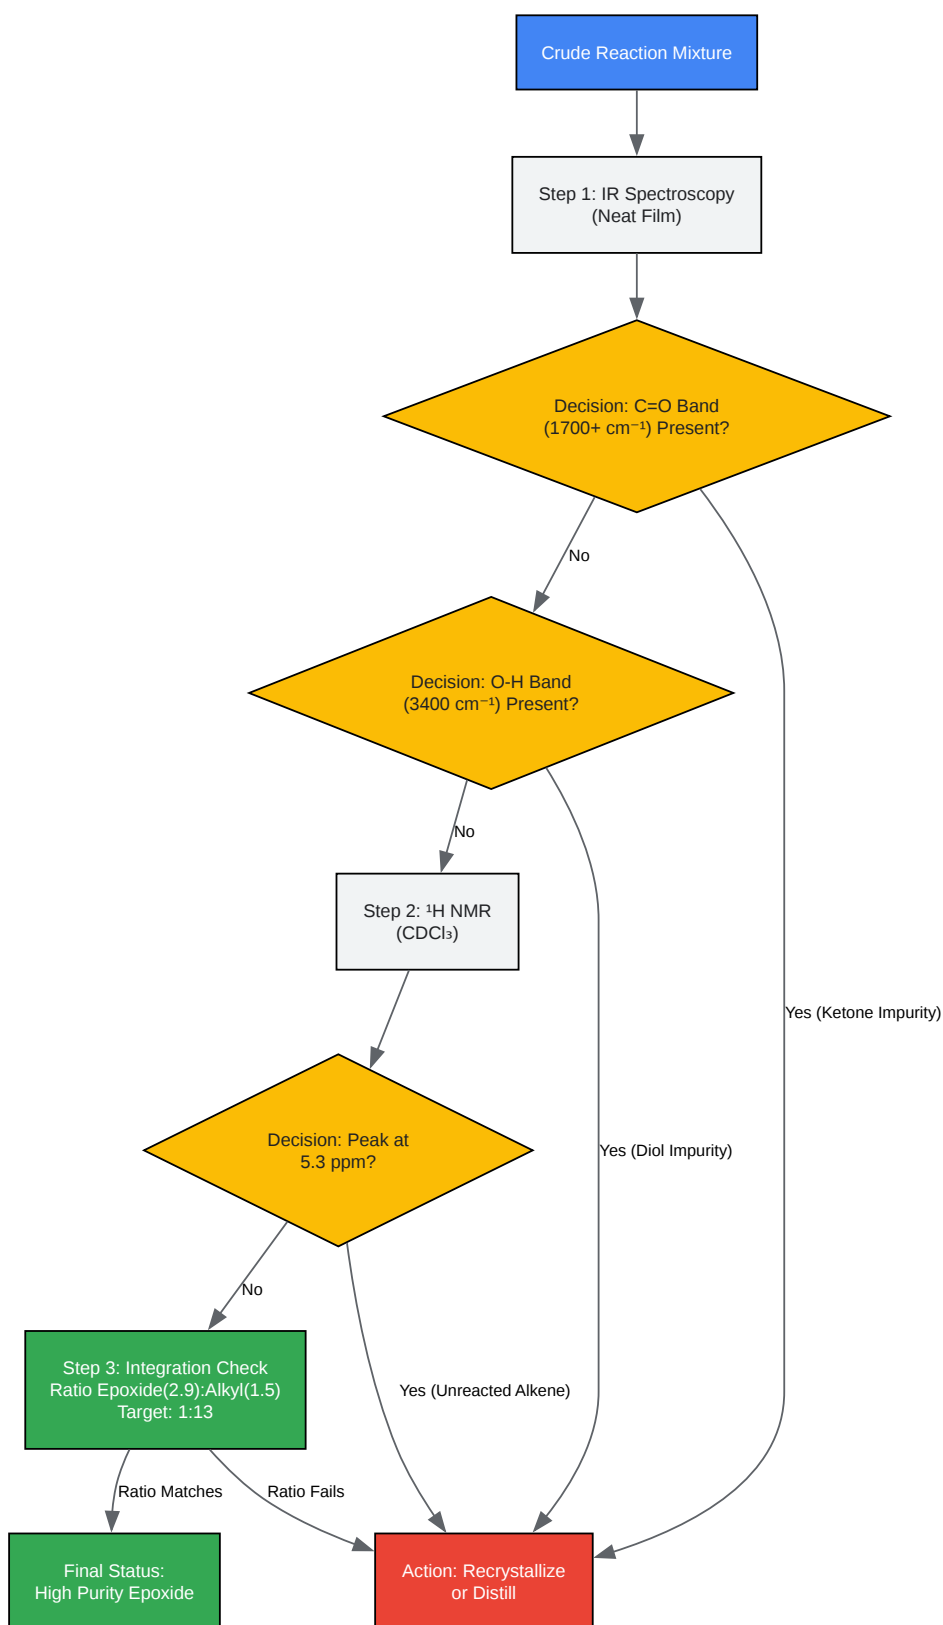 Crude Reaction Mixture
Step 1: IR Spectroscopy
(Neat Film)
Decision: C=O Band
(1700+ cm⁻¹) Present?
No
Decision: O-H Band
(3400 cm⁻¹) Present?
No
Step 2: ¹H NMR
(CDCl₃)
Yes (Ketone Impurity)
Decision: Peak at
5.3 ppm?
Yes (Diol Impurity)
No
Step 3: Integration Check
Ratio Epoxide(2.9):Alkyl(1.5)
Target: 1:13
Yes (Unreacted Alkene)
Ratio Matches
Ratio Fails
Final Status:
High Purity Epoxide
Action: Recrystallize
or Distill